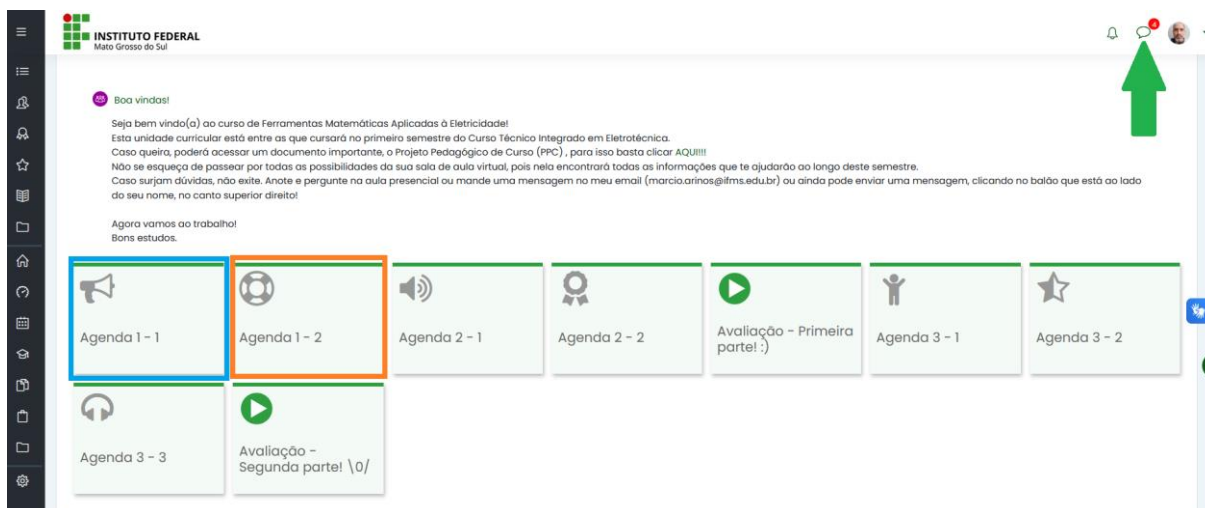 INSTITUTO FEDERAL
Mato Grosso do Sul
4
Boa vindas!
Seja bem vindo(a) ao curso de Ferramentas Matemáticas Aplicadas à Eletricidade!
Esta unidade curricular está entre as que cursará no primeiro semestre do Curso Técnico Integrado em Eletrotécnica.
Caso queira, poderá acessar um documento importante, o Projeto Pedagógico de Curso (PPC) , para isso basta clicar AQUI!!!
Não se esqueça de passear por todas as possibilidades da sua sala de aula virtual, pois nela encontrará todas as informações que te ajudarão ao longo deste semestre.
Caso surjam dúvidas, não exite. Anote e pergunte na aula presencial ou mande uma mensagem no meu email (marcio.arinos@ifms.edu.br) ou ainda pode enviar uma mensagem, clicando no balão que está ao lado
do seu nome, no canto superior direito!
Agora vamos ao trabalho!
Bons estudos.
Agenda 1 - 1
Agenda 1 - 2
Agenda 2 - 1
Agenda 2 - 2
Avaliação - Primeira
parte! :)
Agenda 3 - 1
Agenda 3 - 2
Agenda 3 - 3
Avaliação -
Segunda parte! \0/